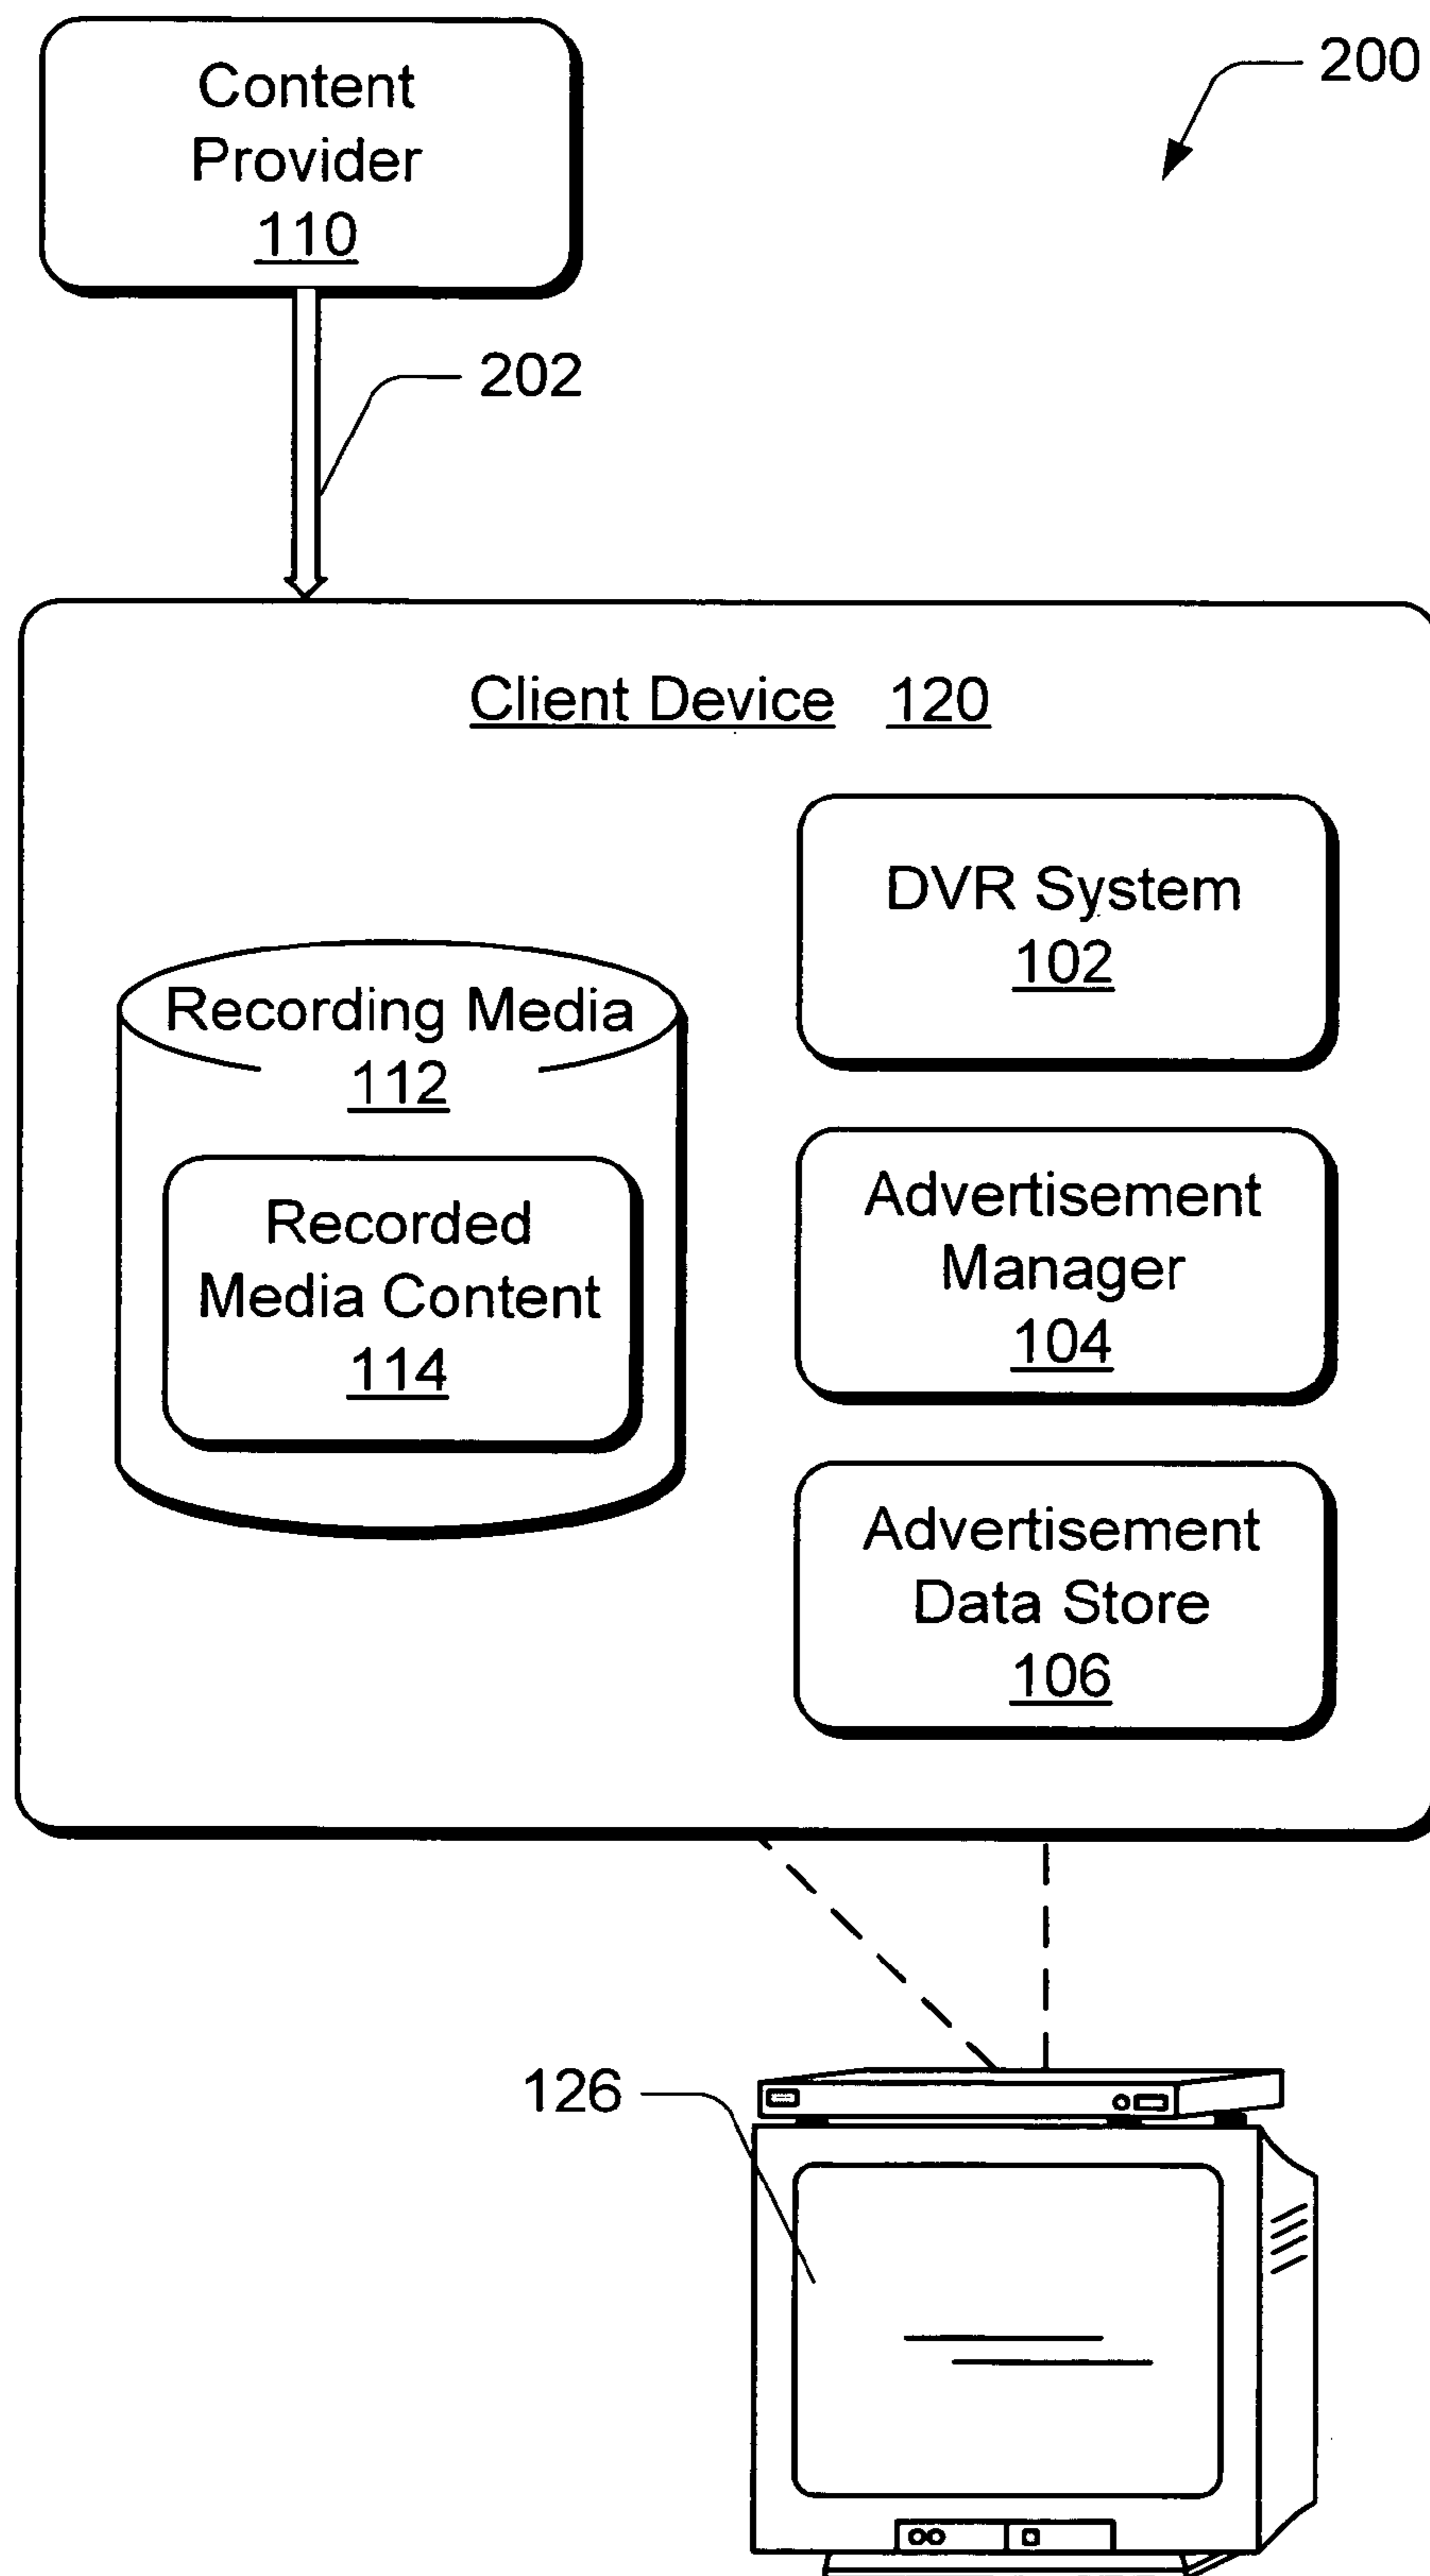 Content
Provider
110
200
202
Client Device 120
DVR System
102
Recording Media
112
Advertisement
Manager
104
Recorded
Media Content
114
Advertisement
Data Store
106
126